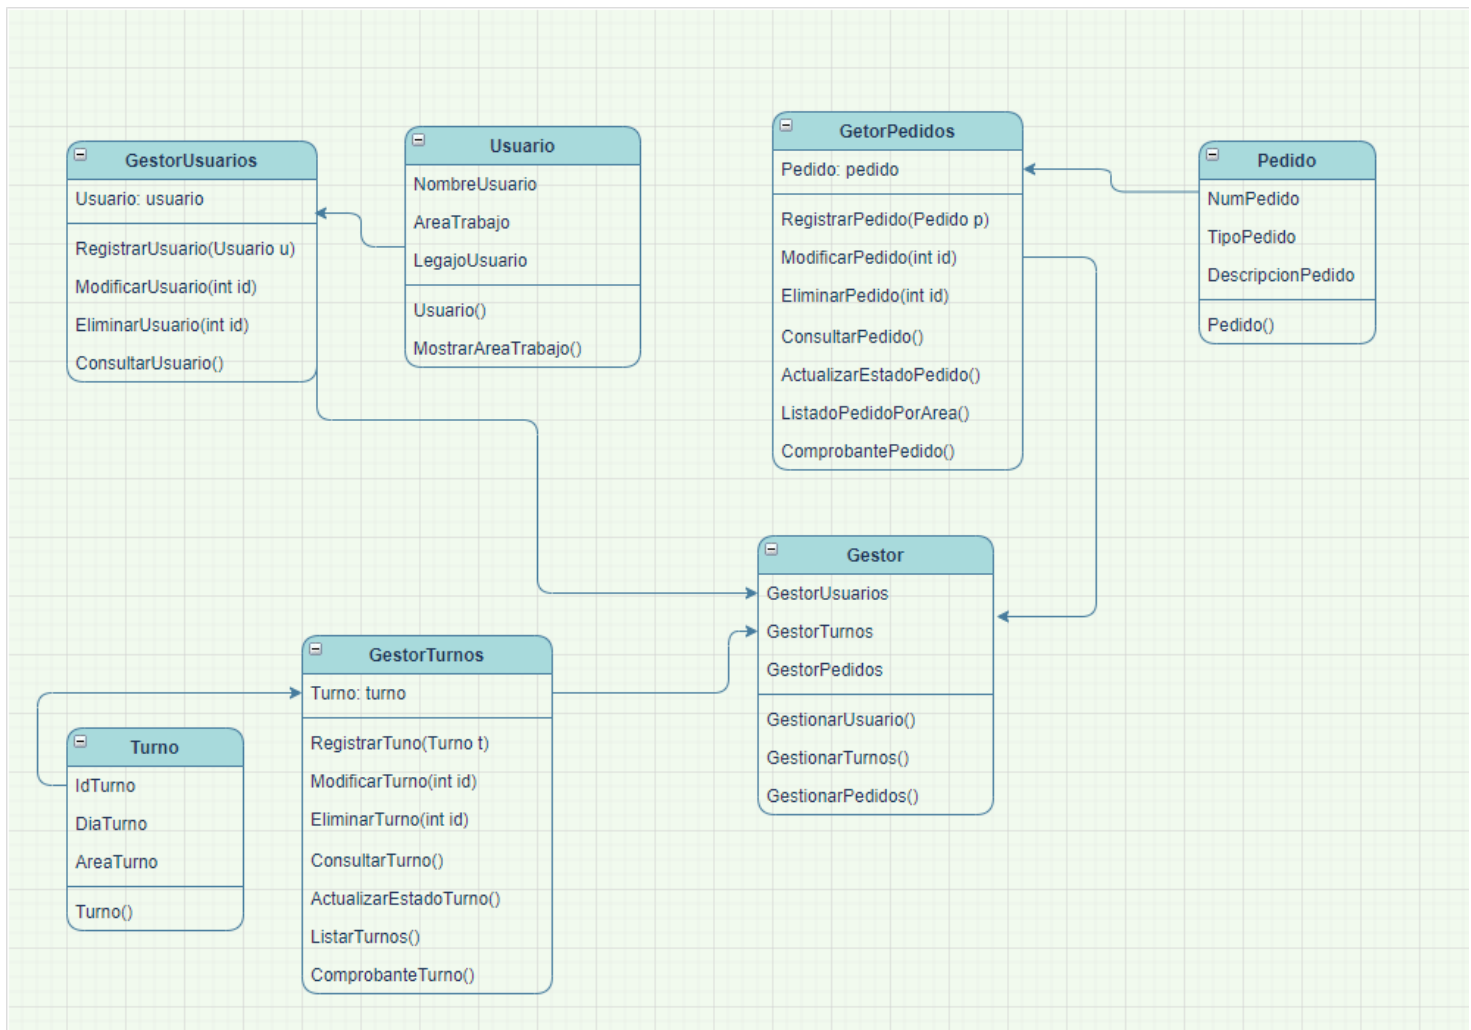 GestorUsuarios
Usuario: usuario
RegistrarUsuario(Usuario u)
ModificarUsuario(int id)
EliminarUsuario(int id)
ConsultarUsuario()
Usuario
NombreUsuario
AreaTrabajo
LegajoUsuario
Usuario()
MostrarAreaTrabajo()
GetorPedidos
Pedido: pedido
RegistrarPedido(Pedido p)
ModificarPedido(int id)
EliminarPedido(int id)
ConsultarPedido()
ActualizarEstadoPedido()
ListadoPedidoPorArea()
ComprobantePedido()
Pedido
NumPedido
TipoPedido
DescripcionPedido
Pedido()
Gestor
GestorUsuarios
GestorTurnos
GestorPedidos
GestionarUsuario()
GestionarTurnos()
GestionarPedidos()
GestorTurnos
Turno: turno
RegistrarTuno(Turno t)
ModificarTurno(int id)
EliminarTurno(int id)
ConsultarTurno()
ActualizarEstadoTurno()
ListarTurnos()
ComprobanteTurno()
Turno
IdTurno
DiaTurno
AreaTurno
Turno()